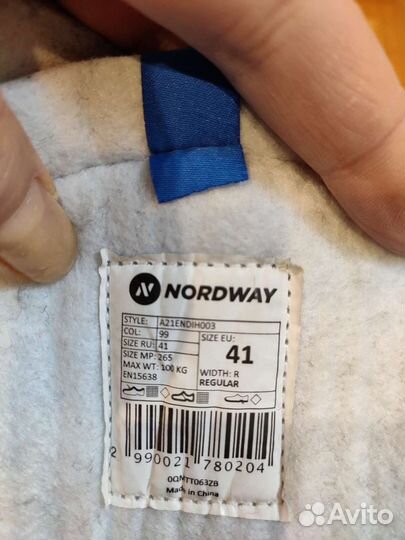 NORDWAY
STYLE: A21ENDIH003
COL: 99
SIZE RU: 41
SIZE MP: 265
MAX WT: 100 KG
EN15638
SIZE EU:
41
WIDTH: R
REGULAR
2 990021 780204
0QMTT063ZB
Made in China
Avito